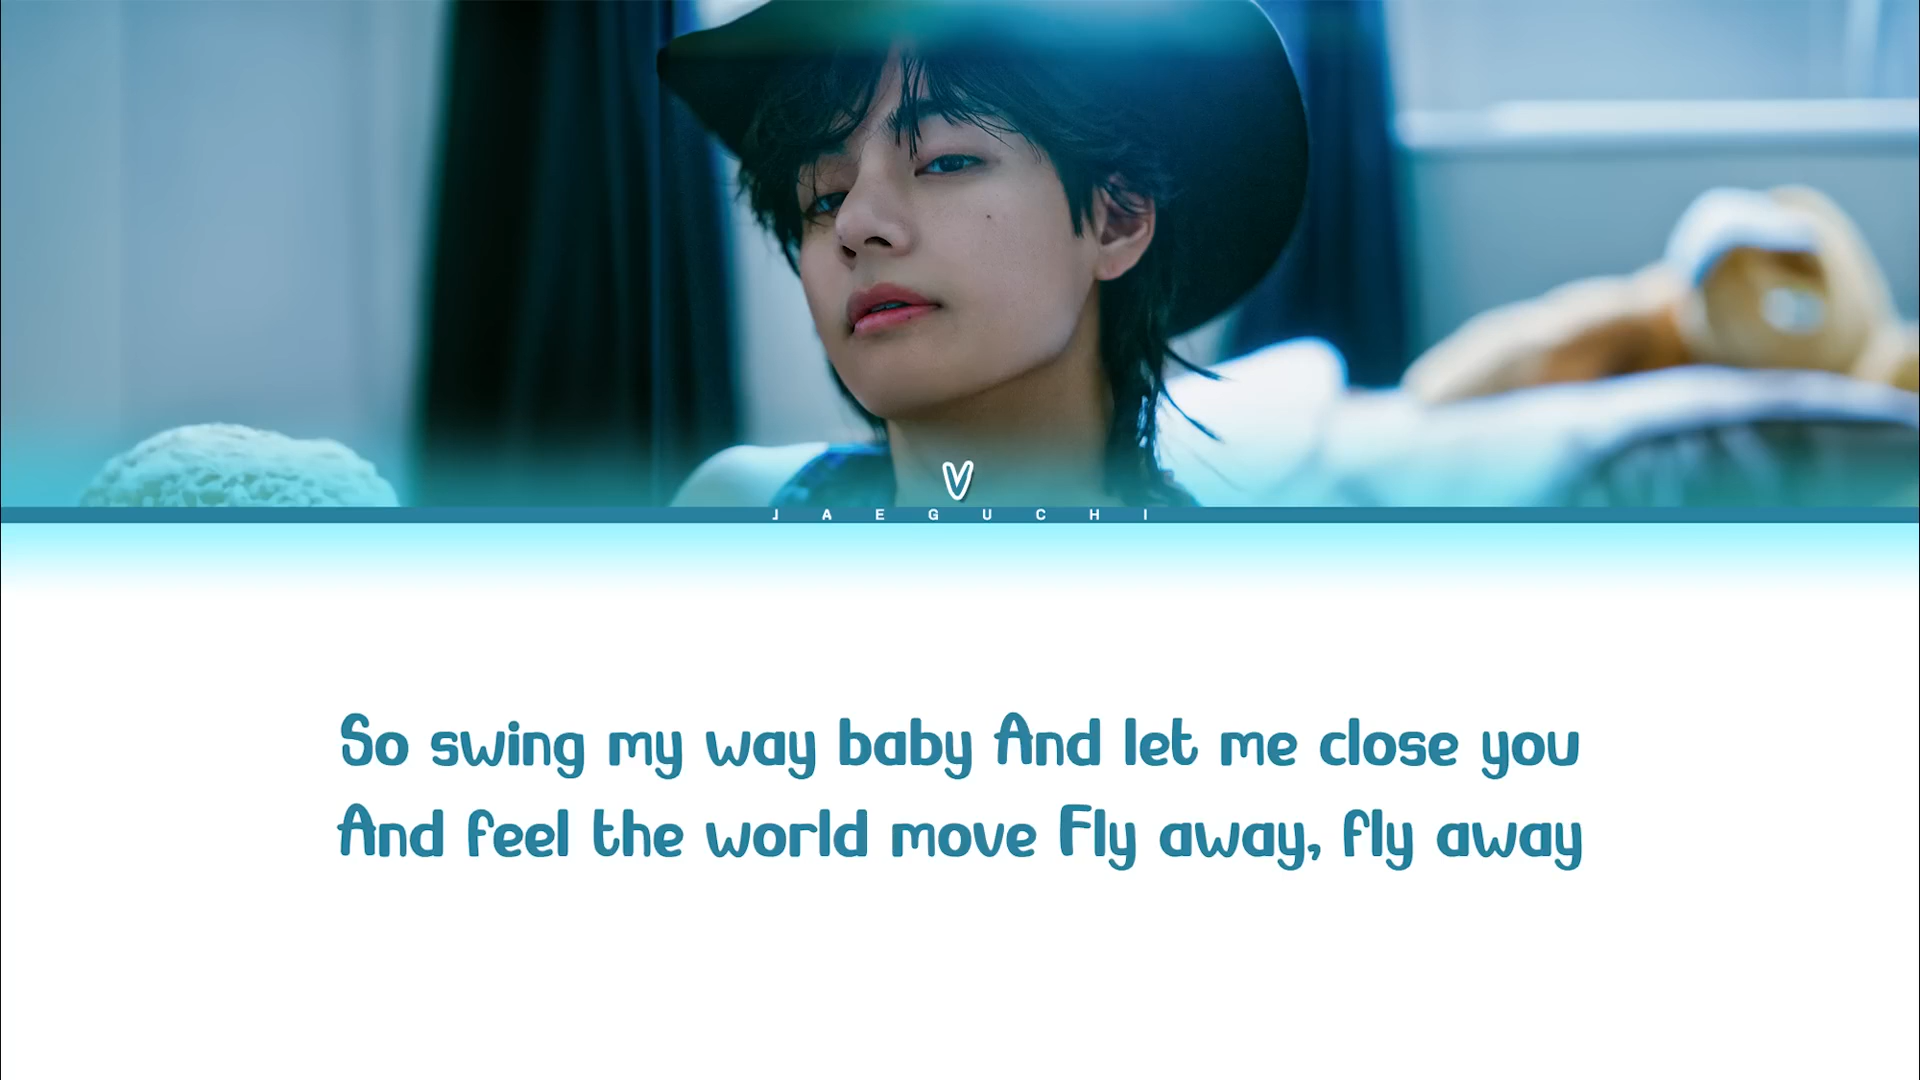 V
JAEGUCHI
So swing my way baby And let me close you
And feel the world move Fly away, fly away